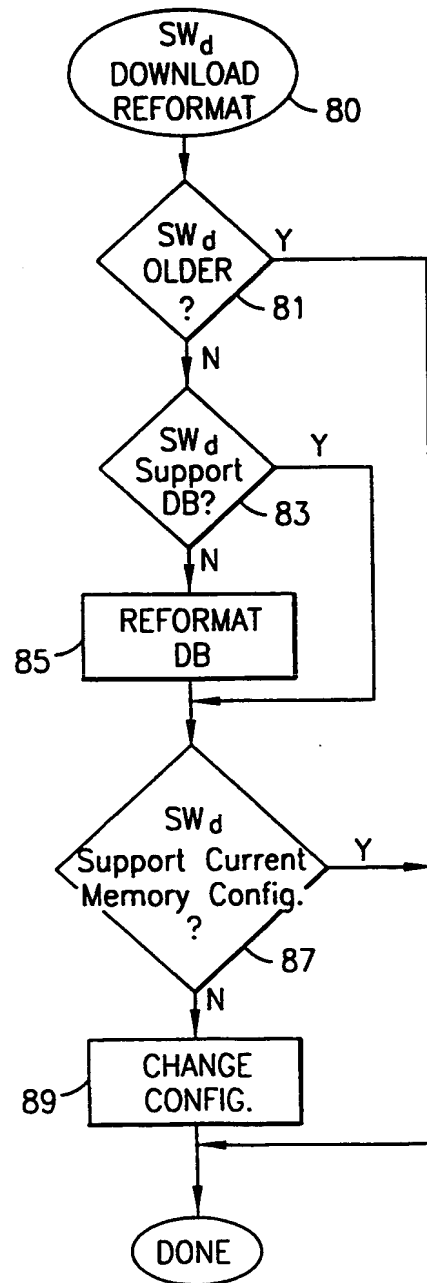 SWd
DOWNLOAD
REFORMAT
80
SWd
OLDER
?
Y
81
N
SWd
Support
DB?
Y
83
N
REFORMAT
DB
85
SWd
Support Current
Memory Config.
?
Y
87
N
CHANGE
CONFIG.
89
DONE